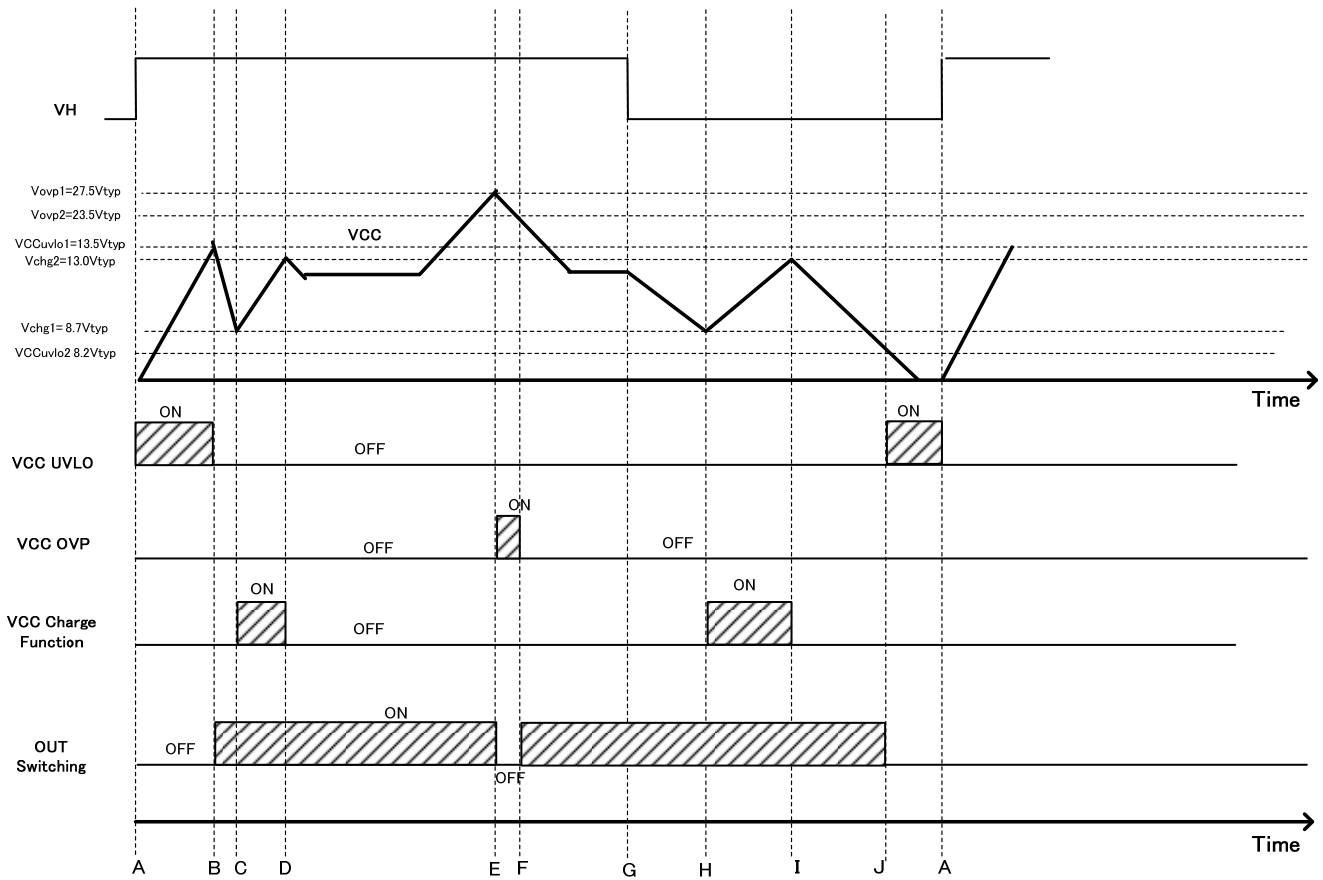 VH
Vovp1=27.5Vtyp
Vovp2=23.5Vtyp
VCCuvlo1=13.5Vtyp
VCC
Vchg2=13.0Vtyp
Vchg1= 8.7Vtyp
VCCuvlo2 8.2Vtyp
Time
ON
ON
OFF
VCC UVLO
ON
VCC OVP
OFF
OFF
ON
ON
VCC Charge
Function
OFF
ON
OUT
Switching
OFF
OFF
Time
A B C D E F G H I J A